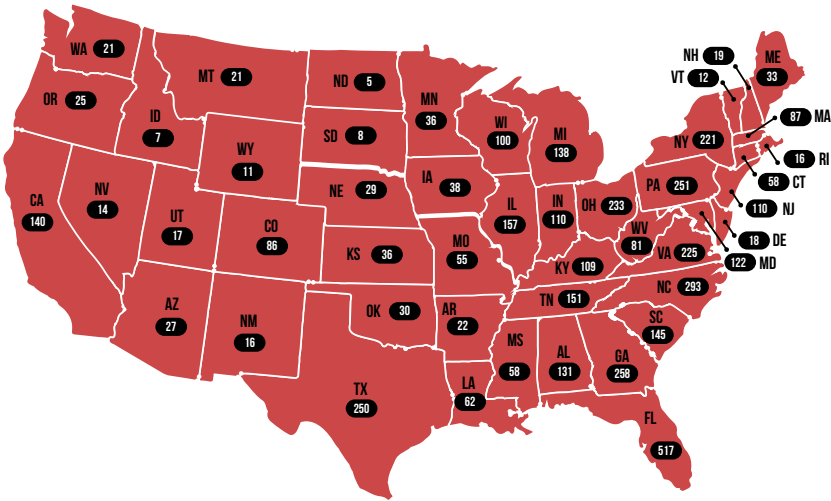 WA 21
OR 25
ID
7
MT 21
WY
11
ND 5
SD 8
NE 29
KS 36
OK 30
TX
250
NM
16
AZ
27
UT
17
CO
86
NV
14
CA
140
MN
36
IA 38
MO
55
AR
22
LA
62
WI
100
IL
157
MI
138
IN
110
OH 233
KY 109
TN 151
MS
58
AL
131
GA
258
FL
517
SC
145
NC 293
VA 225
WV
81
PA 251
NY 221
VT 12
NH 19
ME
33
87 MA
16 RI
58 CT
110 NJ
18 DE
122 MD